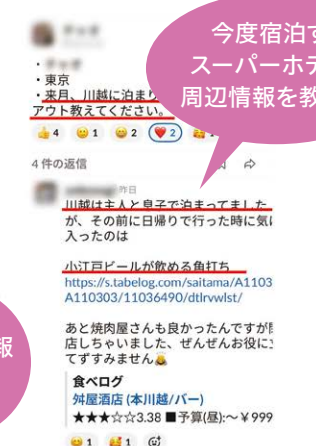 今度宿泊す
スーパーホテ
周辺情報を教
・東京
・来月、川越に泊まり
アウト教えてください。
4 1 2 2
4 件の返信
昨日
川越は主人と息子で泊まってました
が、その前に日帰りで行った時に気に
入ったのは
小江戸ビールが飲める角打ち
https://s.tabelog.com/saitama/A1103
A110303/11036490/dtlrvwlst/
あと焼肉屋さんも良かったんですが
店しちゃいました、ぜんぜんお役に
てずすみません
食べログ
舛屋酒店 (本川越/バー)
★★★☆☆3.38 ■予算(昼):~￥999
1 1
報